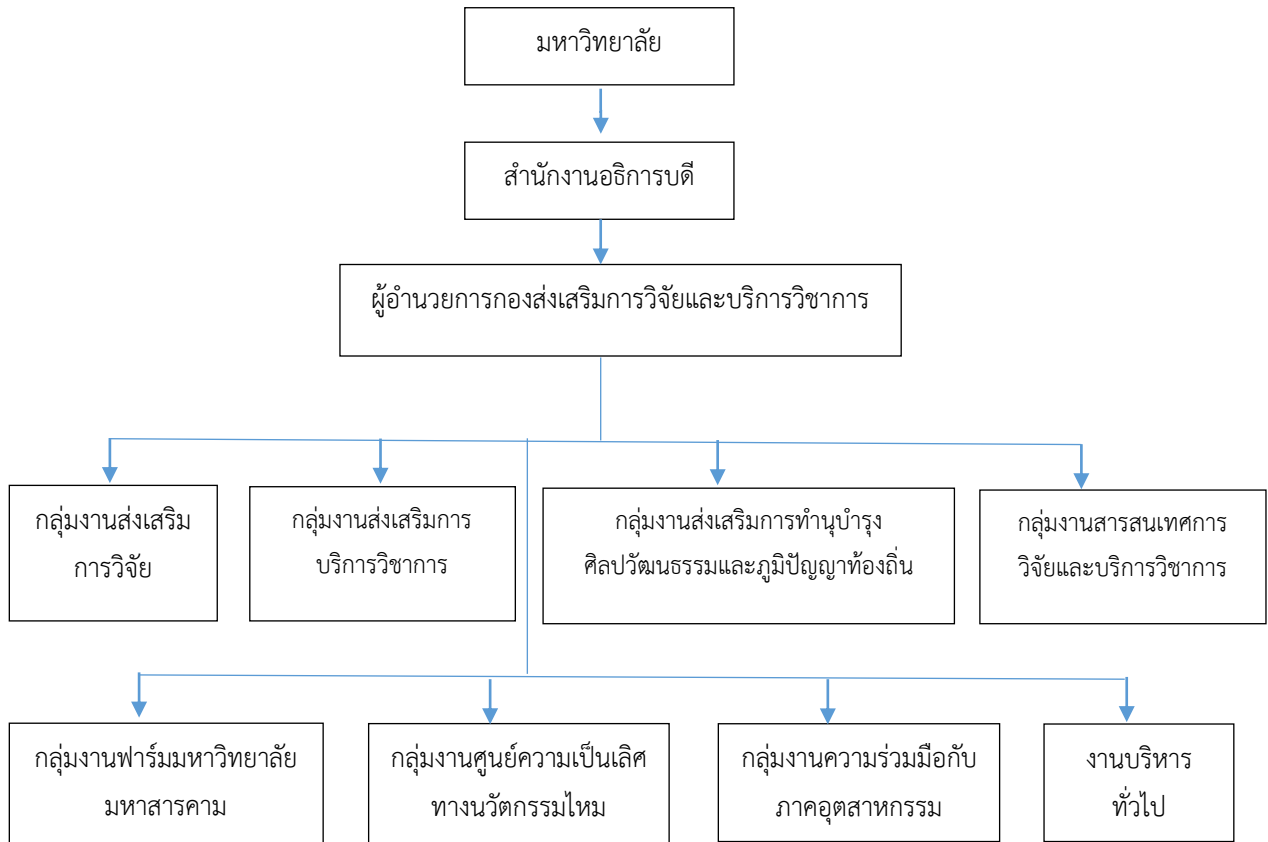 มหาวิทยาลัย
สำนักงานอธิการบดี
ผู้อำนวยการกองส่งเสริมการวิจัยและบริการวิชาการ
กลุ่มงานส่งเสริม
การวิจัย
กลุ่มงานส่งเสริมการ
บริการวิชาการ
กลุ่มงานส่งเสริมการทำนุบำรุง
ศิลปวัฒนธรรมและภูมิปัญญาท้องถิ่น
กลุ่มงานสารสนเทศการ
วิจัยและบริการวิชาการ
กลุ่มงานฟาร์มมหาวิทยาลัย
มหาสารคาม
กลุ่มงานศูนย์ความเป็นเลิศ
ทางนวัตกรรมไหม
กลุ่มงานความร่วมมือกับ
ภาคอุตสาหกรรม
งานบริหาร
ทั่วไป